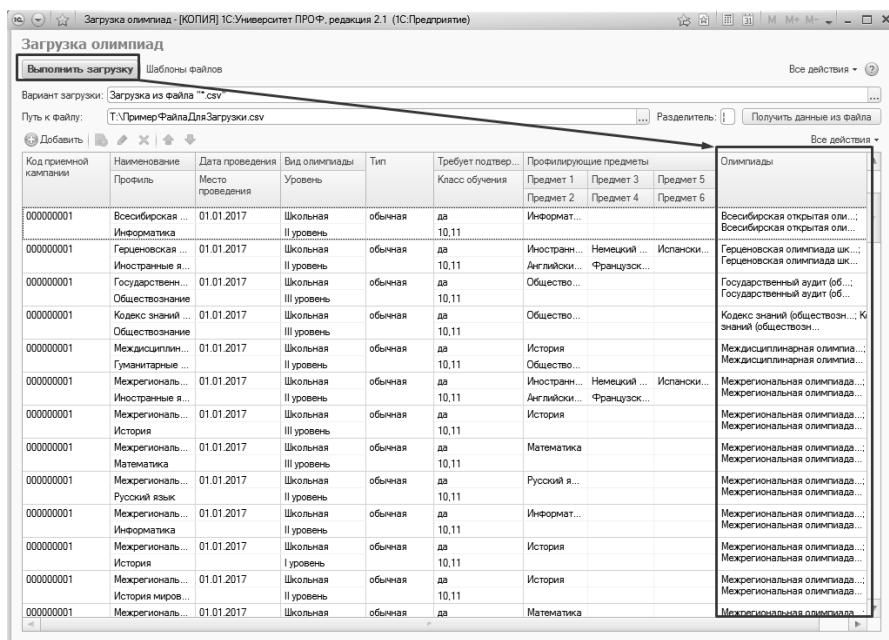 Загрузка олимпиад - [КОПИЯ] 1С:Университет ПРОФ, редакция 2.1 (1С:Предприятие)
M M+ M-
Загрузка олимпиад
Выполнить загрузку Шаблоны файлов Все действия
Вариант загрузки: Загрузка из файла "*.csv" ...
Путь к файлу: T:\ПримерФайлаДляЗагрузки.csv ... Разделитель: ; Получить данные из файла
Добавить Все действия
Код приемной кампании Наименование Дата проведения Вид олимпиады Тип Требует подтвер... Профилирующие предметы Олимпиады
Профиль Место проведения Уровень Класс обучения Предмет 1 Предмет 3 Предмет 5
Предмет 2 Предмет 4 Предмет 6
000000001 Всесибирская ... 01.01.2017 Школьная обычная да Информат... Всесибирская открытая оли...;
Информатика II уровень 10,11 Всесибирская открытая оли...
000000001 Герценовская ... 01.01.2017 Школьная обычная да Иностранн... Немецкий ... Испански... Герценовская олимпиада шк...;
Иностранные я... II уровень 10,11 Английски... Французск... Герценовская олимпиада шк...
000000001 Государственн... 01.01.2017 Школьная обычная да Общество... Государственный аудит (об...;
Обществознание III уровень 10,11 Государственный аудит (об...
000000001 Кодекс знаний ... 01.01.2017 Школьная обычная да Общество... Кодекс знаний (обществозн...; Ко
Обществознание III уровень 10,11 знаний (обществозн...
000000001 Междисциплин... 01.01.2017 Школьная обычная да История Междисциплинарная олимпиа...;
Гуманитарные ... II уровень 10,11 Общество... Междисциплинарная олимпиа...
000000001 Межрегиональ... 01.01.2017 Школьная обычная да Иностранн... Немецкий ... Испански... Межрегиональная олимпиада...;
Иностранные я... II уровень 10,11 Английски... Французск... Межрегиональная олимпиада...
000000001 Межрегиональ... 01.01.2017 Школьная обычная да История Межрегиональная олимпиада...;
История III уровень 10,11 Межрегиональная олимпиада...
000000001 Межрегиональ... 01.01.2017 Школьная обычная да Математика Межрегиональная олимпиада...;
Математика III уровень 10,11 Межрегиональная олимпиада...
000000001 Межрегиональ... 01.01.2017 Школьная обычная да Русский я... Межрегиональная олимпиада...;
Русский язык II уровень 10,11 Межрегиональная олимпиада...
000000001 Межрегиональ... 01.01.2017 Школьная обычная да Информат... Межрегиональная олимпиада...;
Информатика II уровень 10,11 Межрегиональная олимпиада...
000000001 Межрегиональ... 01.01.2017 Школьная обычная да История Межрегиональная олимпиада...;
История I уровень 10,11 Межрегиональная олимпиада...
000000001 Межрегиональ... 01.01.2017 Школьная обычная да История Межрегиональная олимпиада...;
История миров... II уровень 10,11 Межрегиональная олимпиада...
000000001 Межрегиональ... 01.01.2017 Школьная обычная да Математика Межрегиональная олимпиада...;